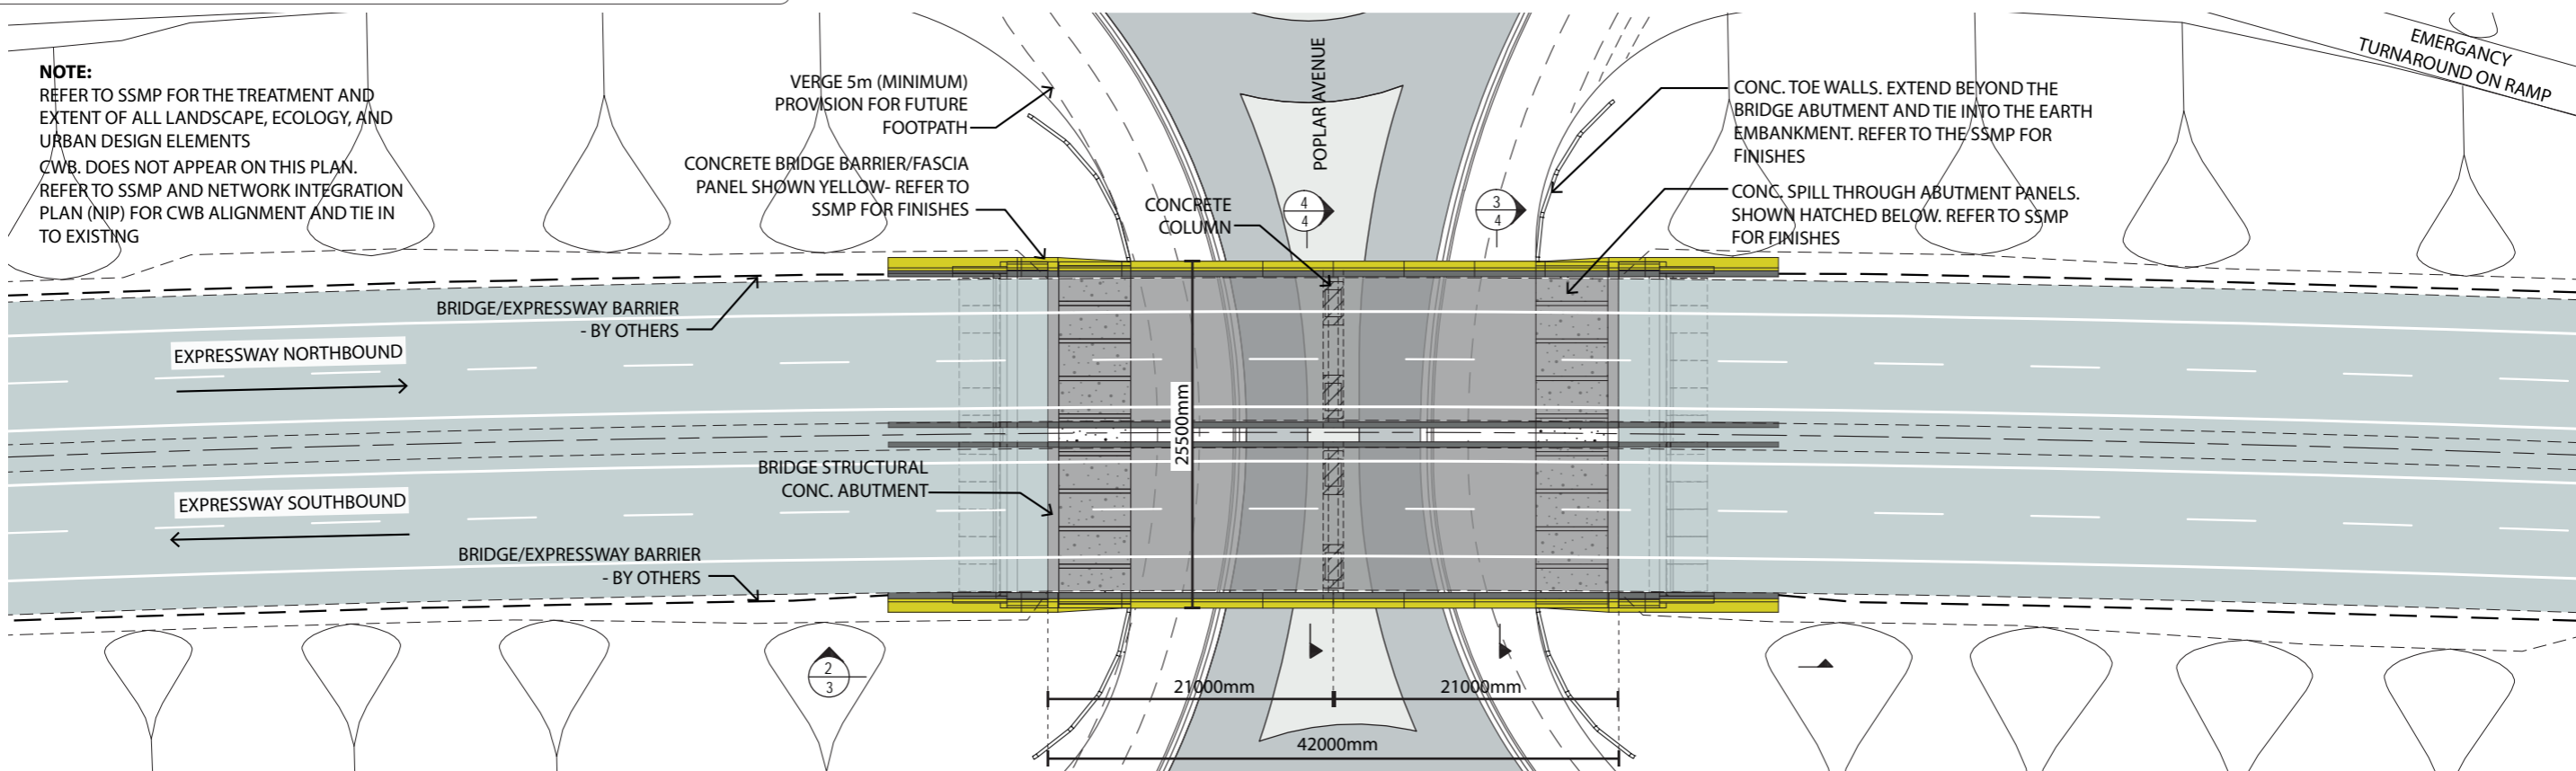 NOTE:
REFER TO SSMP FOR THE TREATMENT AND
EXTENT OF ALL LANDSCAPE, ECOLOGY, AND
URBAN DESIGN ELEMENTS
CWB. DOES NOT APPEAR ON THIS PLAN.
REFER TO SSMP AND NETWORK INTEGRATION
PLAN (NIP) FOR CWB ALIGNMENT AND TIE IN
TO EXISTING
VERGE 5m (MINIMUM)
PROVISION FOR FUTURE
FOOTPATH
CONCRETE BRIDGE BARRIER/FASCIA
PANEL SHOWN YELLOW- REFER TO
SSMP FOR FINISHES
CONCRETE
COLUMN
POPLAR AVENUE
4
4
3
4
CONC. TOE WALLS. EXTEND BEYOND THE
BRIDGE ABUTMENT AND TIE INTO THE EARTH
EMBANKMENT. REFER TO THE SSMP FOR
FINISHES
CONC. SPILL THROUGH ABUTMENT PANELS.
SHOWN HATCHED BELOW. REFER TO SSMP
FOR FINISHES
EMERGANCY
TURNAROUND ON RAMP
BRIDGE/EXPRESSWAY BARRIER
- BY OTHERS
EXPRESSWAY NORTHBOUND
25500mm
BRIDGE STRUCTURAL
CONC. ABUTMENT
EXPRESSWAY SOUTHBOUND
BRIDGE/EXPRESSWAY BARRIER
- BY OTHERS
2
3
21000mm
21000mm
42000mm